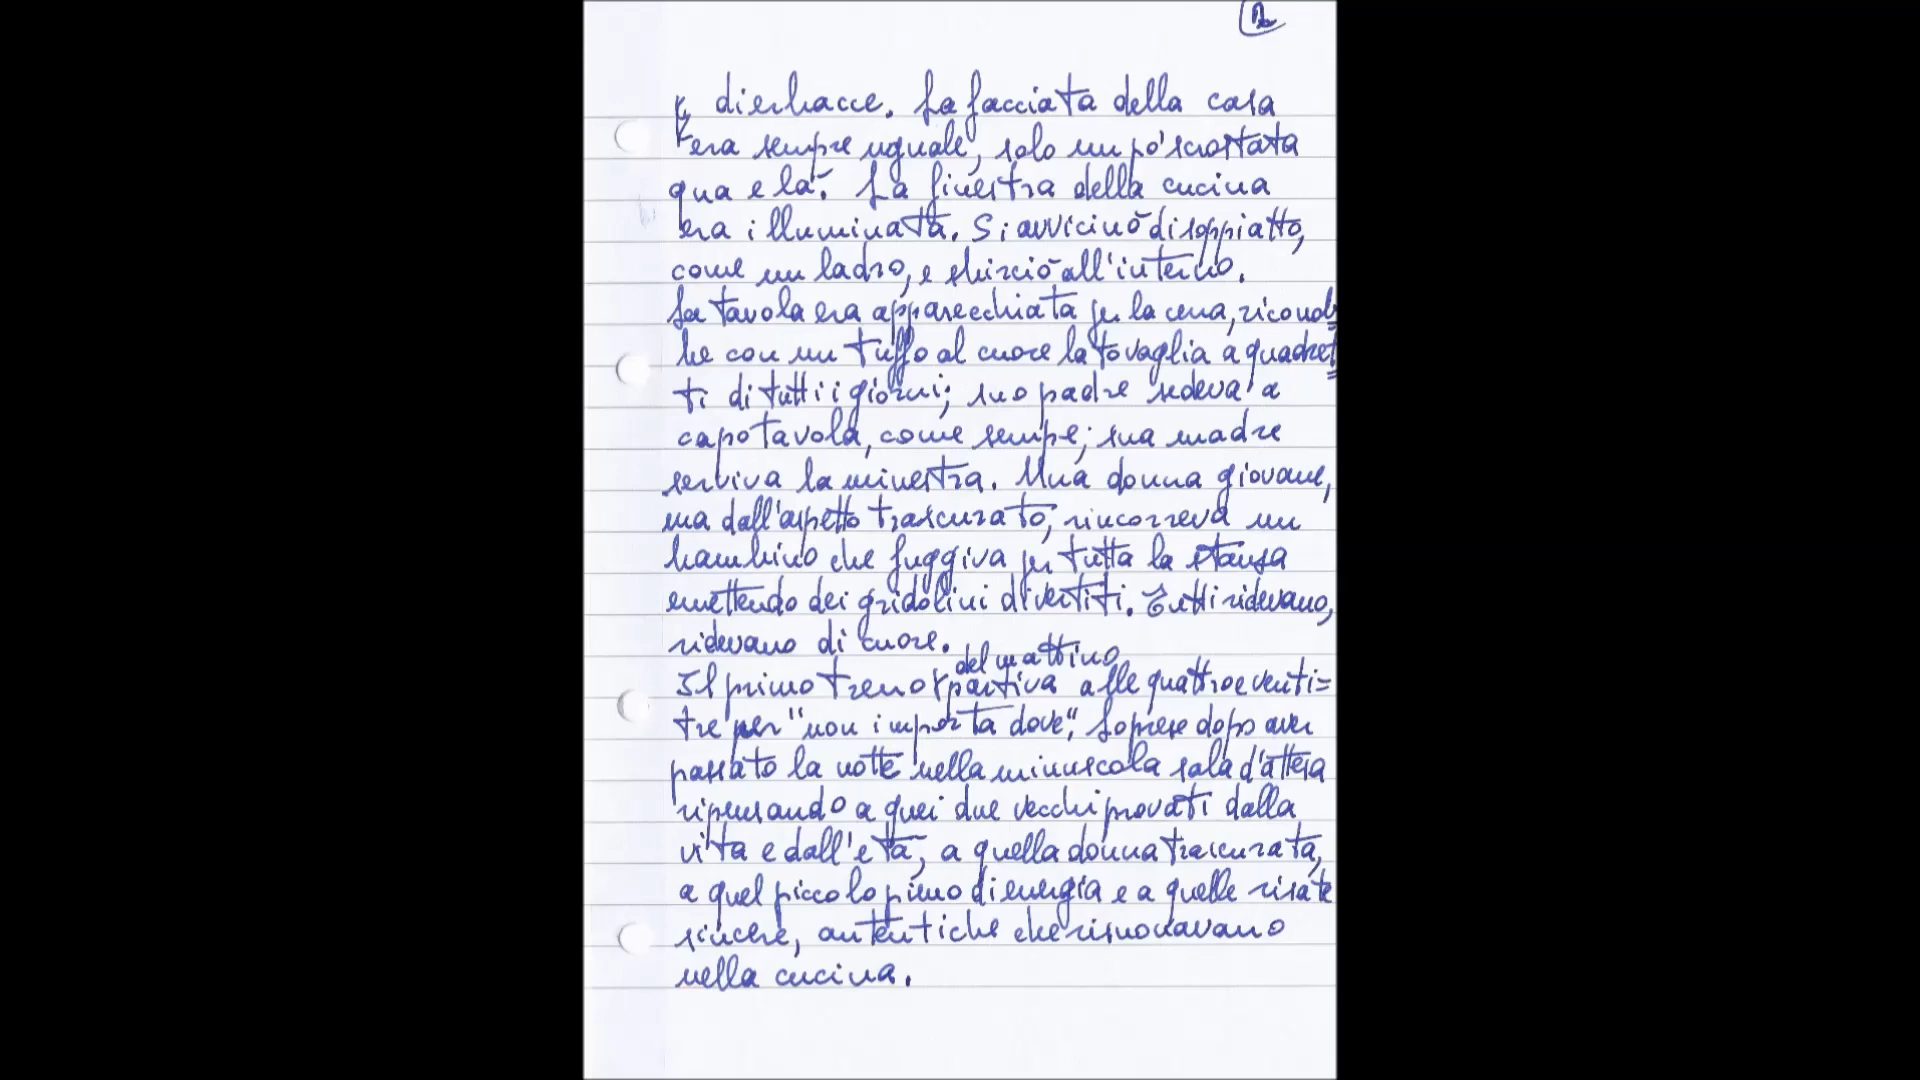 di erbacce. La facciata della casa
era sempre uguale, solo un pò scrostata
qua e là. La finestra della cucina
era illuminata. Si avvicinò di soppiatto,
come un ladro, e sbirciò all'interno.
La tavola era apparecchiata per la cena, riconob=
be con un tuffo al cuore la tovaglia a quadret=
ti di tutti i giorni; suo padre sedeva a
capotavola, come sempre; sua madre
serviva la minestra. Una donna giovane,
ma dall'aspetto trascurato, rincorreva un
bambino che fuggiva per tutta la stanza
emettendo dei gridolini divertiti. Tutti ridevano,
ridevano di cuore.
del mattino
Il primo treno partiva alle quattro e venti=
tre per "non importa dove", Lo prese dopo aver
passato la notte nella minuscola sala d'attesa
ripensando a quei due vecchi provati dalla
vita e dall'età, a quella donna trascurata,
a quel piccolo pieno di energia e a quelle risate
sincere, autentiche che risuonavano
nella cucina.